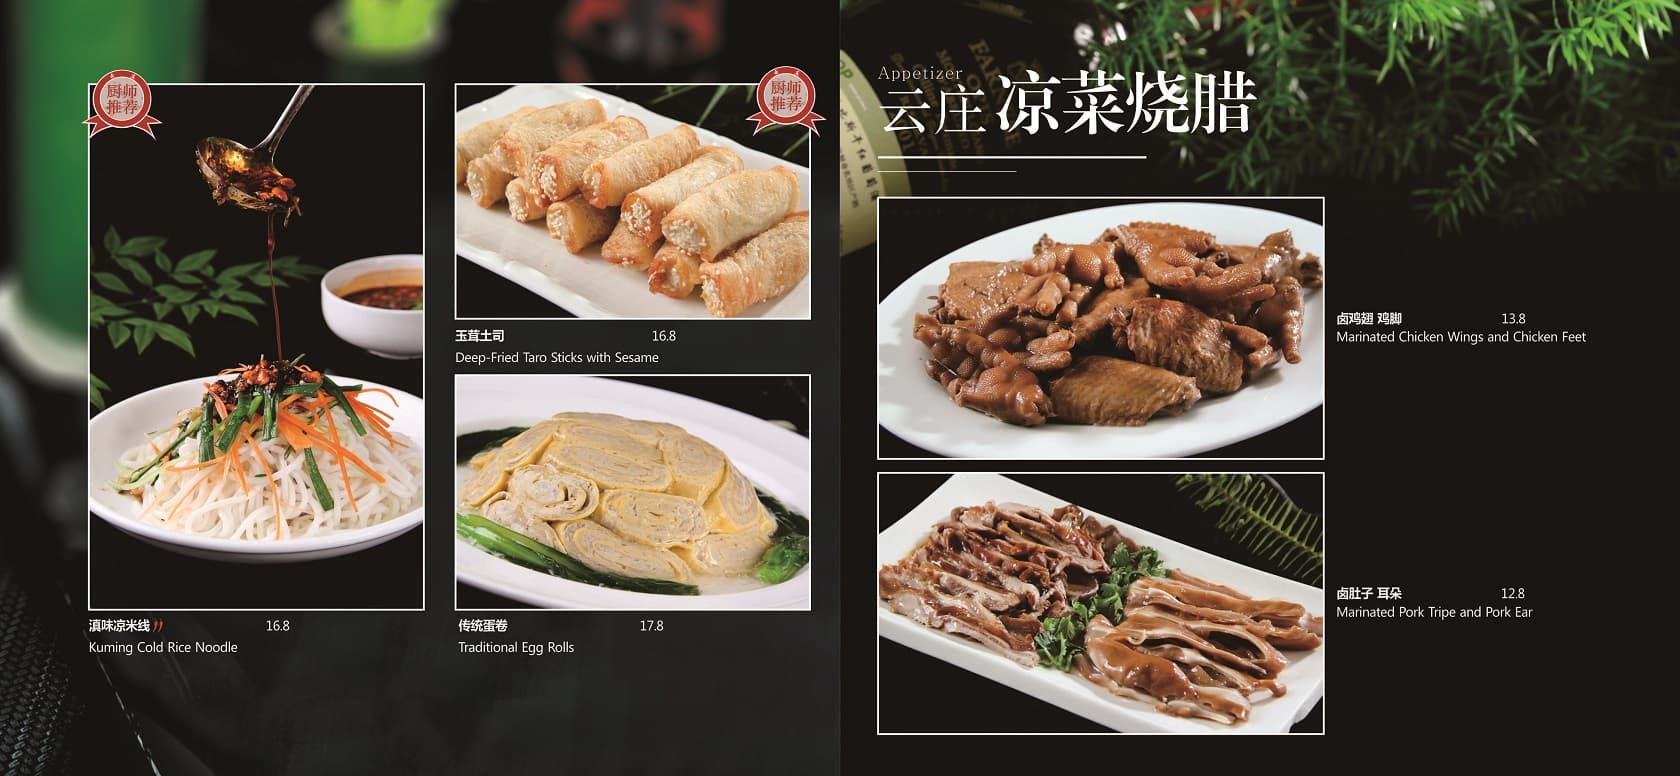 厨师
推荐
滇味凉米线 16.8
Kuming Cold Rice Noodle
厨师
推荐
玉茸土司 16.8
Deep-Fried Taro Sticks with Sesame
传统蛋卷 17.8
Traditional Egg Rolls
Appetizer
云庄 凉菜烧腊
卤鸡翅 鸡脚 13.8
Marinated Chicken Wings and Chicken Feet
卤肚子 耳朵 12.8
Marinated Pork Tripe and Pork Ear